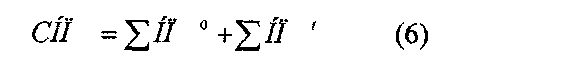 CÍÏ = ∑ ÍÏ ⁰ + ∑ ÍÏ ᵗ (6)